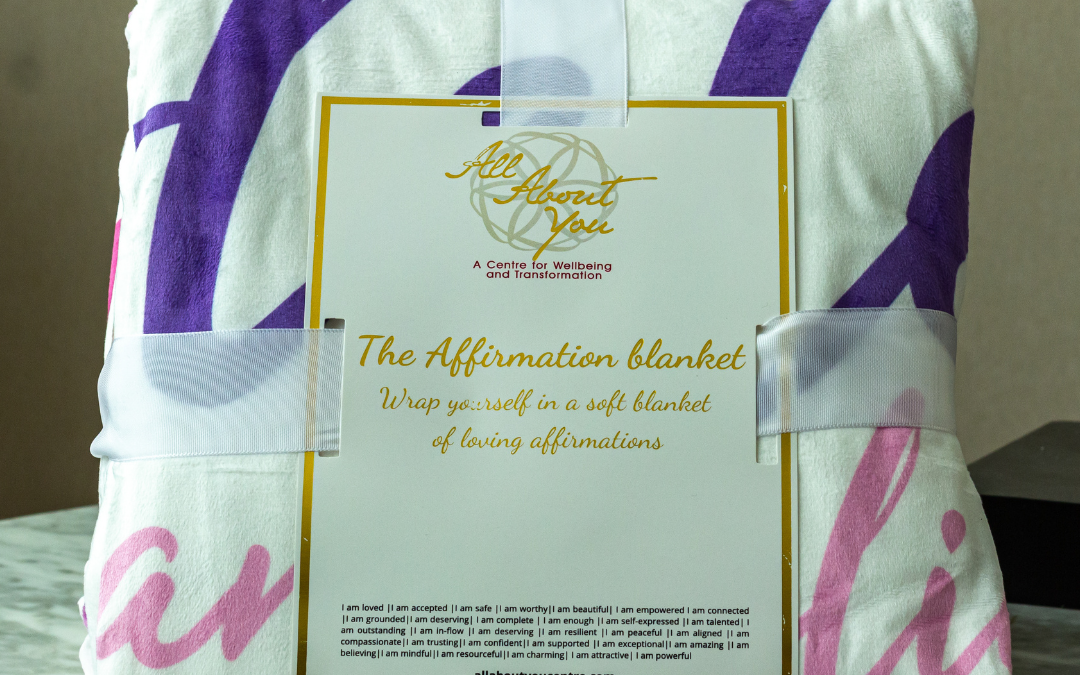 All
About
You
A Centre for Wellbeing
and Transformation
The Affirmation blanket
Wrap yourself in a soft blanket
of loving affirmations
I am loved |I am accepted |I am safe |I am worthy|I am beautiful| I am empowered I am connected
|I am grounded|I am deserving| I am complete | I am enough |I am self-expressed |I am talented| I
am outstanding |I am in-flow |I am deserving |I am resilient |I am peaceful |I am aligned |I am
compassionate|I am trusting|I am confident|I am supported |I am exceptional|I am amazing |I am
believing|I am mindful|I am resourceful|I am charming| I am attractive| I am powerful